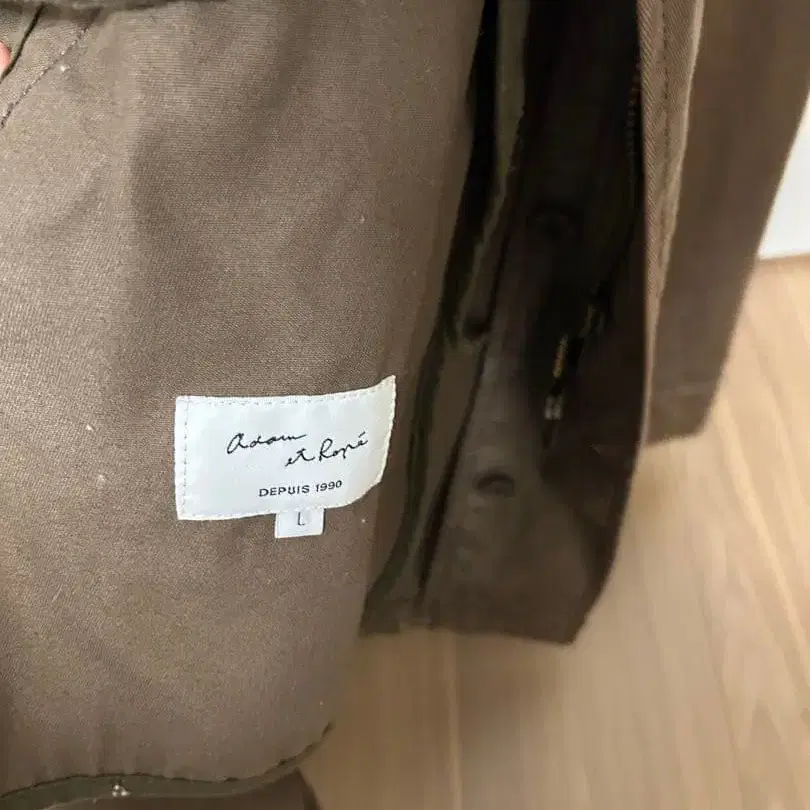 Adam
et Ropé
DEPUIS 1990
L